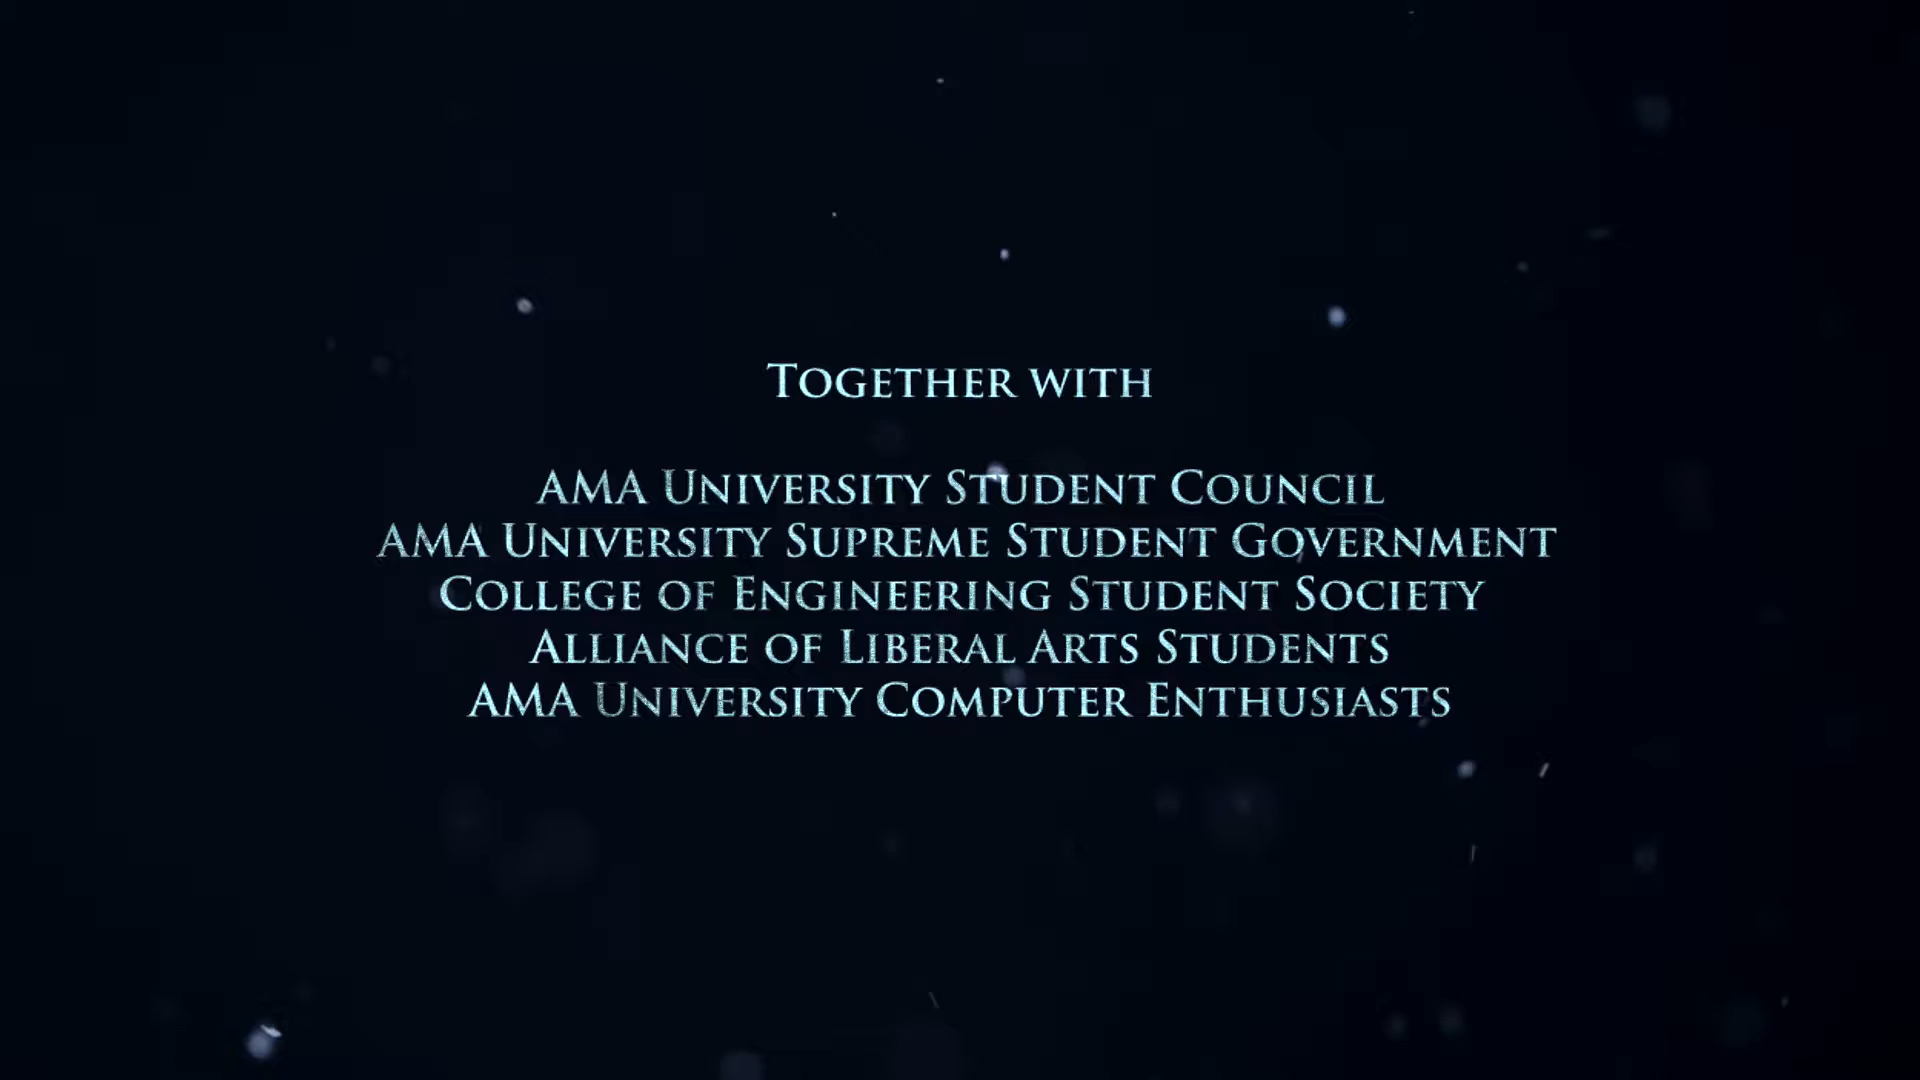 Together with
AMA University Student Council
AMA University Supreme Student Government
College of Engineering Student Society
Alliance of Liberal Arts Students
AMA University Computer Enthusiasts